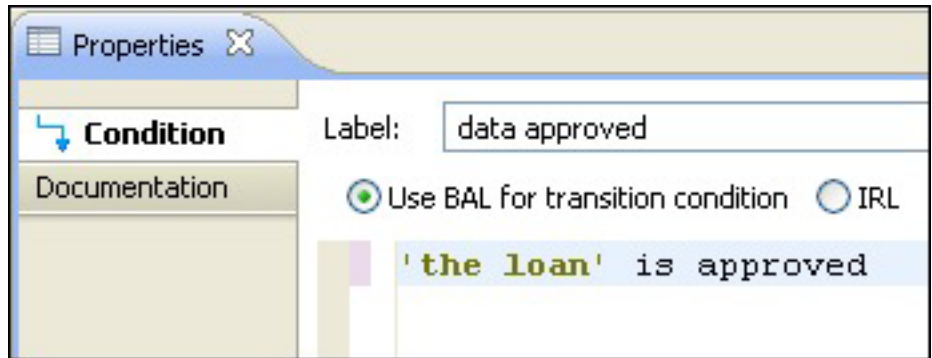 Properties
Condition
Label: data approved
Documentation
Use BAL for transition condition IRL
'the loan' is approved